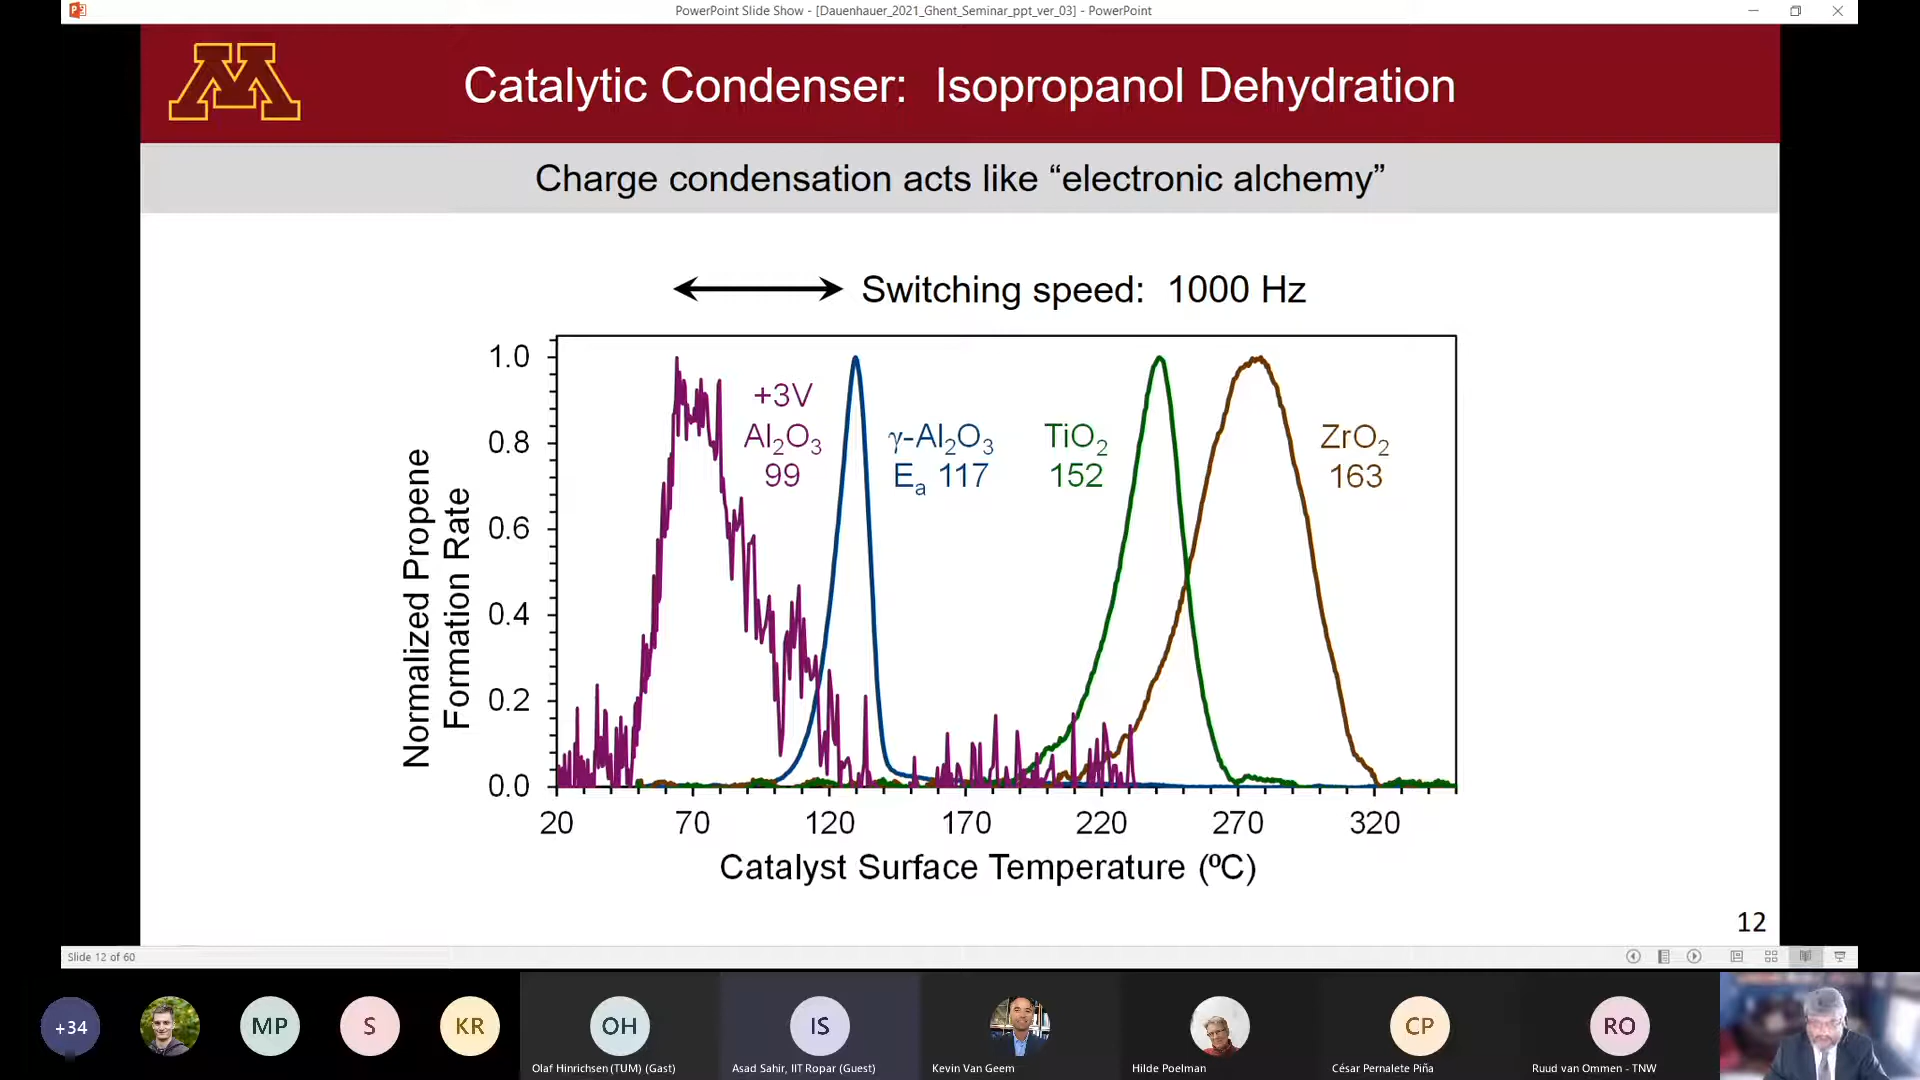 PowerPoint Slide Show - [Dauenhauer_2021_Ghent_Seminar_ppt_ver_03] - PowerPoint
M
Catalytic Condenser: Isopropanol Dehydration
Charge condensation acts like “electronic alchemy”
Switching speed: 1000 Hz
Normalized Propene
Formation Rate
1.0
0.8
0.6
0.4
0.2
0.0
+3V
Al₂O₃
99
γ-Al₂O₃
Eₐ 117
TiO₂
152
ZrO₂
163
20 70 120 170 220 270 320
Catalyst Surface Temperature (ºC)
12
Slide 12 of 60
+34 MP S KR OH IS CP RO
Olaf Hinrichsen (TUM) (Gast) Asad Sahir, IIT Ropar (Guest) Kevin Van Geem Hilde Poelman César Pernalete Piña Ruud van Ommen - TNW